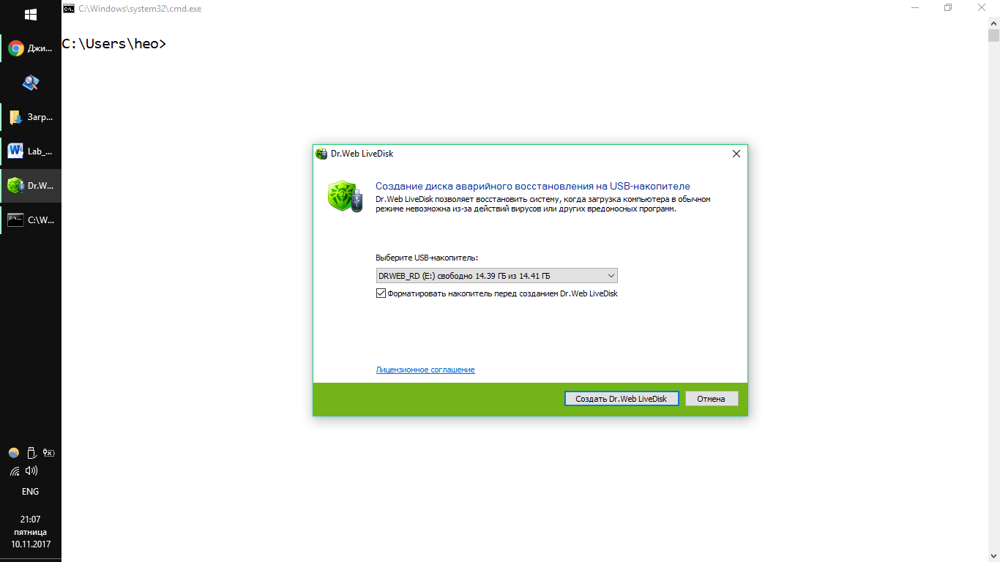 C:\Windows\system32\cmd.exe
C:\Users\heo>
Джи...
Загр...
Lab_...
Dr.W...
C:\W...
Dr.Web LiveDisk
Создание диска аварийного восстановления на USB-накопителе
Dr.Web LiveDisk позволяет восстановить систему, когда загрузка компьютера в обычном
режиме невозможна из-за действий вирусов или других вредоносных программ.
Выберите USB-накопитель:
DRWEB_RD (E:) свободно 14.39 ГБ из 14.41 ГБ
Форматировать накопитель перед созданием Dr.Web LiveDisk
Лицензионное соглашение
Создать Dr.Web LiveDisk
Отмена
ENG
21:07
пятница
10.11.2017